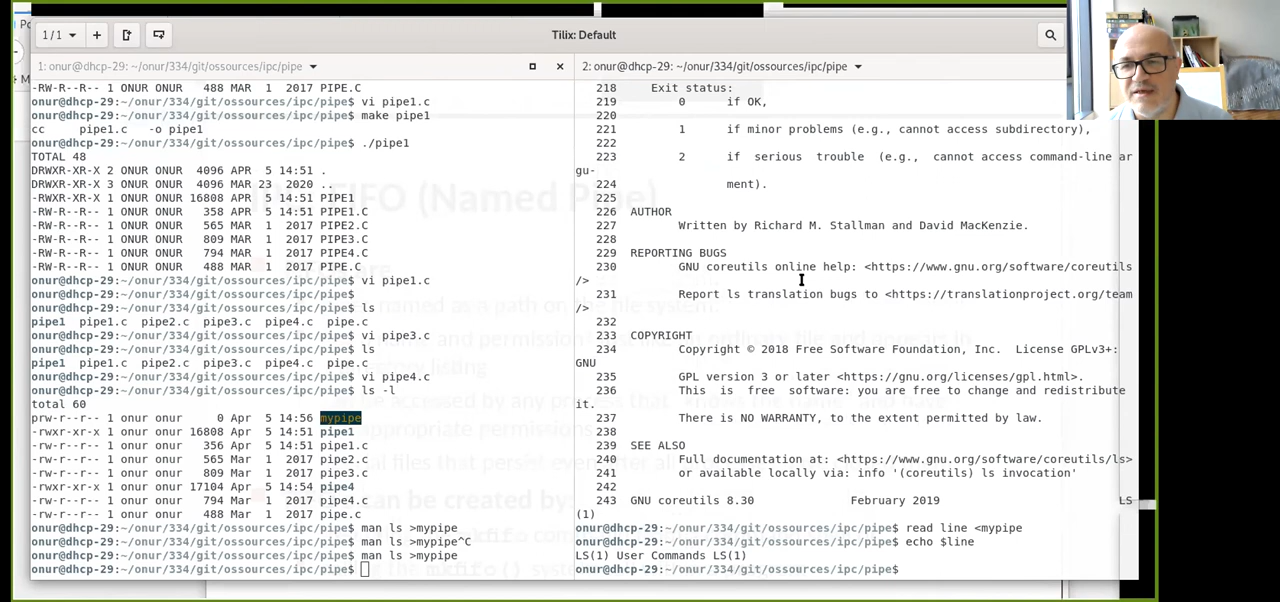 1/1
Tilix: Default
1: onur@dhcp-29: ~/onur/334/git/ossources/ipc/pipe
-RW-R--R-- 1 ONUR ONUR   488 MAR  1  2017 PIPE.C
onur@dhcp-29:~/onur/334/git/ossources/ipc/pipe$ vi pipe1.c
onur@dhcp-29:~/onur/334/git/ossources/ipc/pipe$ make pipe1
cc     pipe1.c   -o pipe1
onur@dhcp-29:~/onur/334/git/ossources/ipc/pipe$ ./pipe1
TOTAL 48
DRWXR-XR-X 2 ONUR ONUR  4096 APR  5 14:51 .
DRWXR-XR-X 3 ONUR ONUR  4096 MAR 23  2020 ..
-RWXR-XR-X 1 ONUR ONUR 16808 APR  5 14:51 PIPE1
-RW-R--R-- 1 ONUR ONUR   358 APR  5 14:51 PIPE1.C
-RW-R--R-- 1 ONUR ONUR   565 MAR  1  2017 PIPE2.C
-RW-R--R-- 1 ONUR ONUR   809 MAR  1  2017 PIPE3.C
-RW-R--R-- 1 ONUR ONUR   794 MAR  1  2017 PIPE4.C
-RW-R--R-- 1 ONUR ONUR   488 MAR  1  2017 PIPE.C
onur@dhcp-29:~/onur/334/git/ossources/ipc/pipe$ vi pipe1.c
onur@dhcp-29:~/onur/334/git/ossources/ipc/pipe$
onur@dhcp-29:~/onur/334/git/ossources/ipc/pipe$ ls
pipe1  pipe1.c  pipe2.c  pipe3.c  pipe4.c  pipe.c
onur@dhcp-29:~/onur/334/git/ossources/ipc/pipe$ vi pipe3.c
onur@dhcp-29:~/onur/334/git/ossources/ipc/pipe$ ls
pipe1  pipe1.c  pipe2.c  pipe3.c  pipe4.c  pipe.c
onur@dhcp-29:~/onur/334/git/ossources/ipc/pipe$ vi pipe4.c
onur@dhcp-29:~/onur/334/git/ossources/ipc/pipe$ ls -l
total 60
prw-r--r-- 1 onur onur     0 Apr  5 14:56 mypipe
-rwxr-xr-x 1 onur onur 16808 Apr  5 14:51 pipe1
-rw-r--r-- 1 onur onur   356 Apr  5 14:51 pipe1.c
-rw-r--r-- 1 onur onur   565 Mar  1  2017 pipe2.c
-rw-r--r-- 1 onur onur   809 Mar  1  2017 pipe3.c
-rwxr-xr-x 1 onur onur 17104 Apr  5 14:54 pipe4
-rw-r--r-- 1 onur onur   794 Mar  1  2017 pipe4.c
-rw-r--r-- 1 onur onur   488 Mar  1  2017 pipe.c
onur@dhcp-29:~/onur/334/git/ossources/ipc/pipe$ man ls >mypipe
onur@dhcp-29:~/onur/334/git/ossources/ipc/pipe$ man ls >mypipe^C
onur@dhcp-29:~/onur/334/git/ossources/ipc/pipe$ man ls >mypipe
onur@dhcp-29:~/onur/334/git/ossources/ipc/pipe$
2: onur@dhcp-29: ~/onur/334/git/ossources/ipc/pipe
218    Exit status:
219        0      if OK,
220
221        1      if minor problems (e.g., cannot access subdirectory),
222
223        2      if  serious  trouble  (e.g.,  cannot access command-line ar
gu-
224               ment).
225
226 AUTHOR
227        Written by Richard M. Stallman and David MacKenzie.
228
229 REPORTING BUGS
230        GNU coreutils online help: <https://www.gnu.org/software/coreutils
/>
231        Report ls translation bugs to <https://translationproject.org/team
/>
232
233 COPYRIGHT
234        Copyright © 2018 Free Software Foundation, Inc.  License GPLv3+:
GNU
235        GPL version 3 or later <https://gnu.org/licenses/gpl.html>.
236        This is  free  software: you are free to change and redistribute
it.
237        There is NO WARRANTY, to the extent permitted by law.
238
239 SEE ALSO
240        Full documentation at: <https://www.gnu.org/software/coreutils/ls>
241        or available locally via: info '(coreutils) ls invocation'
242
243 GNU coreutils 8.30              February 2019                         LS
(1)
onur@dhcp-29:~/onur/334/git/ossources/ipc/pipe$ read line <mypipe
onur@dhcp-29:~/onur/334/git/ossources/ipc/pipe$ echo $line
LS(1) User Commands LS(1)
onur@dhcp-29:~/onur/334/git/ossources/ipc/pipe$